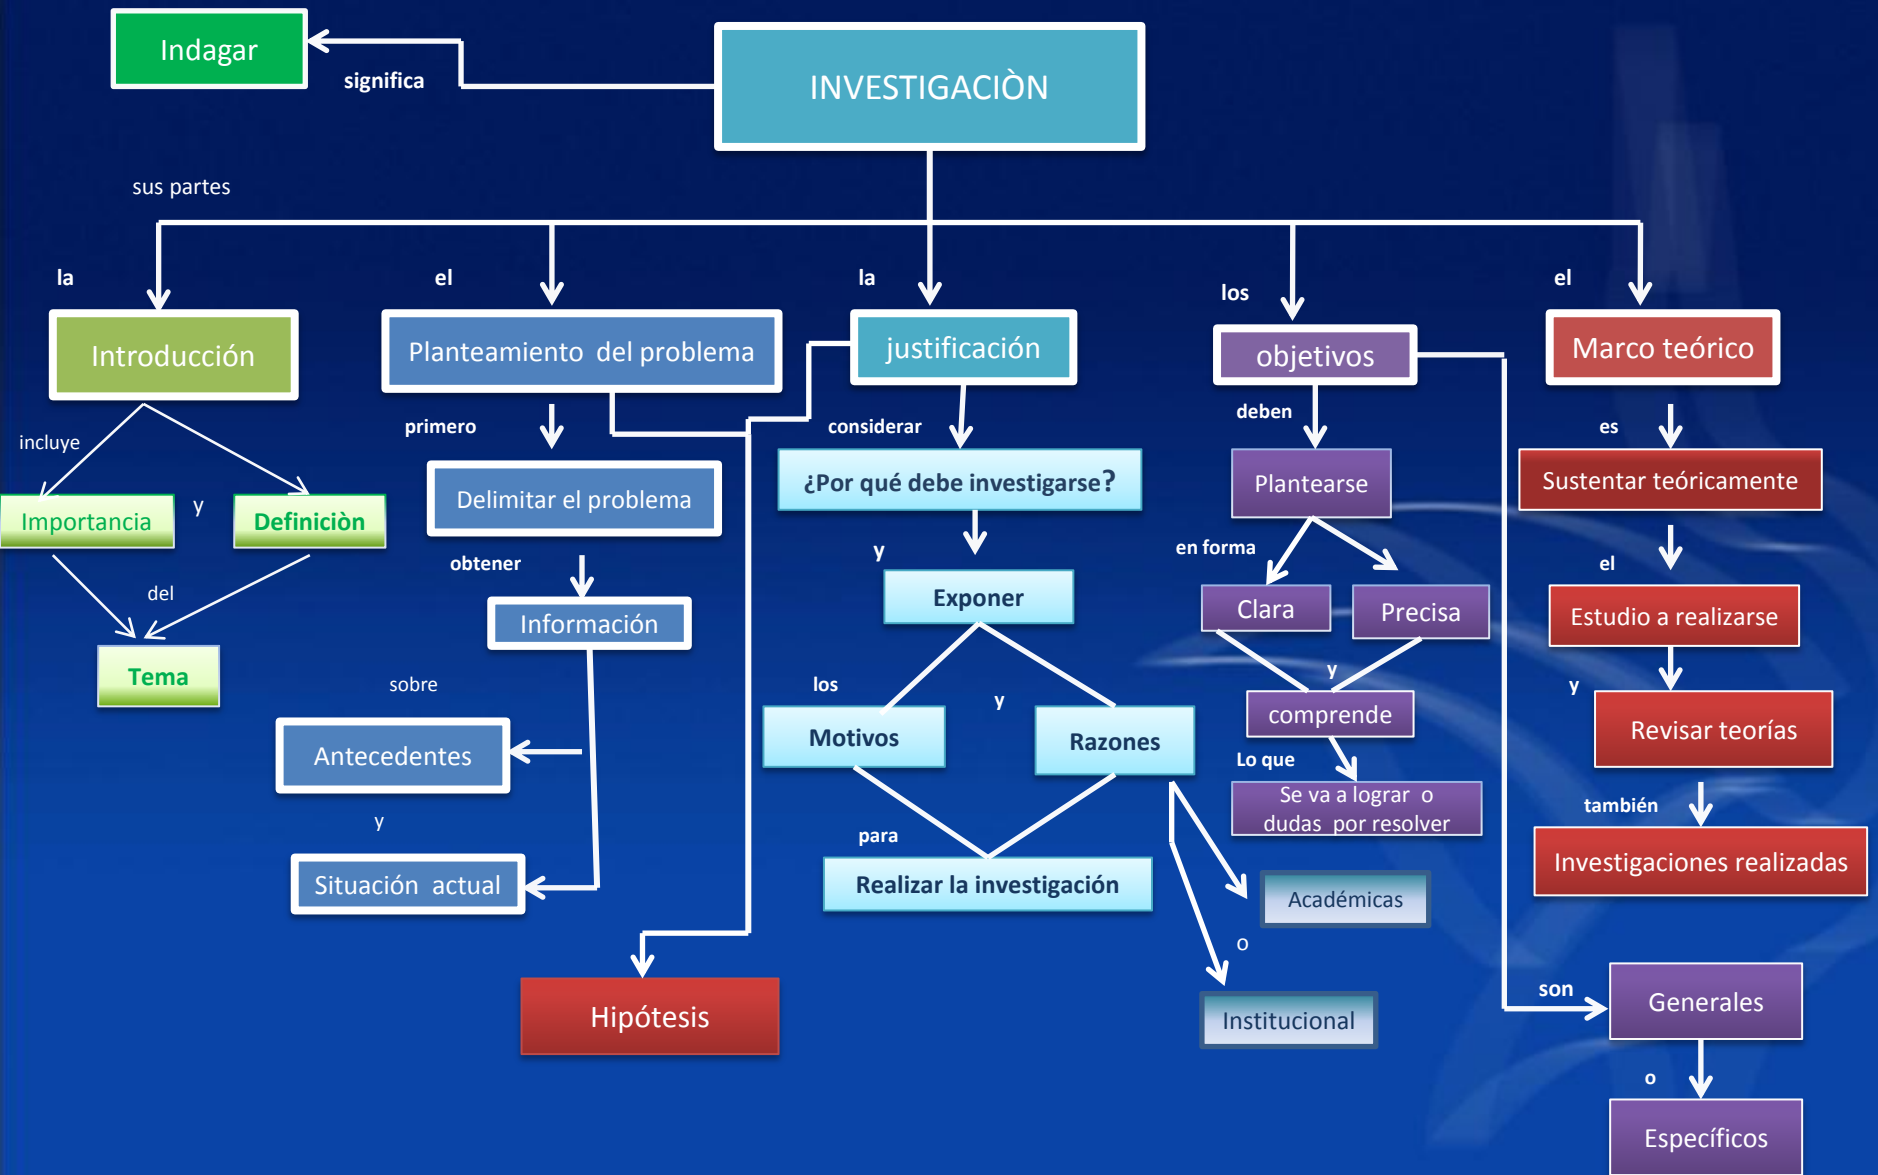 Indagar
significa
INVESTIGACIÒN
sus partes
la
Introducción
incluye
Importancia
y
Definiciòn
del
Tema
el
Planteamiento del problema
primero
Delimitar el problema
obtener
Información
sobre
Antecedentes
y
Situación actual
Hipótesis
la
justificación
considerar
¿Por qué debe investigarse?
y
Exponer
los
Motivos
y
Razones
para
Realizar la investigación
Académicas
o
Institucional
los
objetivos
deben
Plantearse
en forma
Clara
Precisa
y
comprende
Lo que
Se va a lograr o
dudas por resolver
son
Generales
o
Específicos
el
Marco teórico
es
Sustentar teóricamente
el
Estudio a realizarse
y
Revisar teorías
también
Investigaciones realizadas